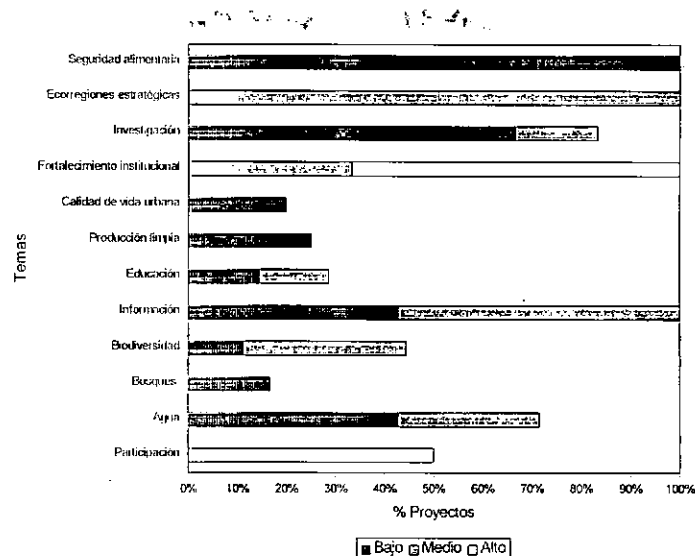 Seguridad alimentaria
Ecorregiones estratégicas
Investigación
Fortalecimiento institucional
Calidad de vida urbana
Producción limpia
Educación
Información
Biodiversidad
Bosques
Agua
Participación
Temas
0% 10% 20% 30% 40% 50% 60% 70% 80% 90% 100%
% Proyectos
Bajo Medio Alto